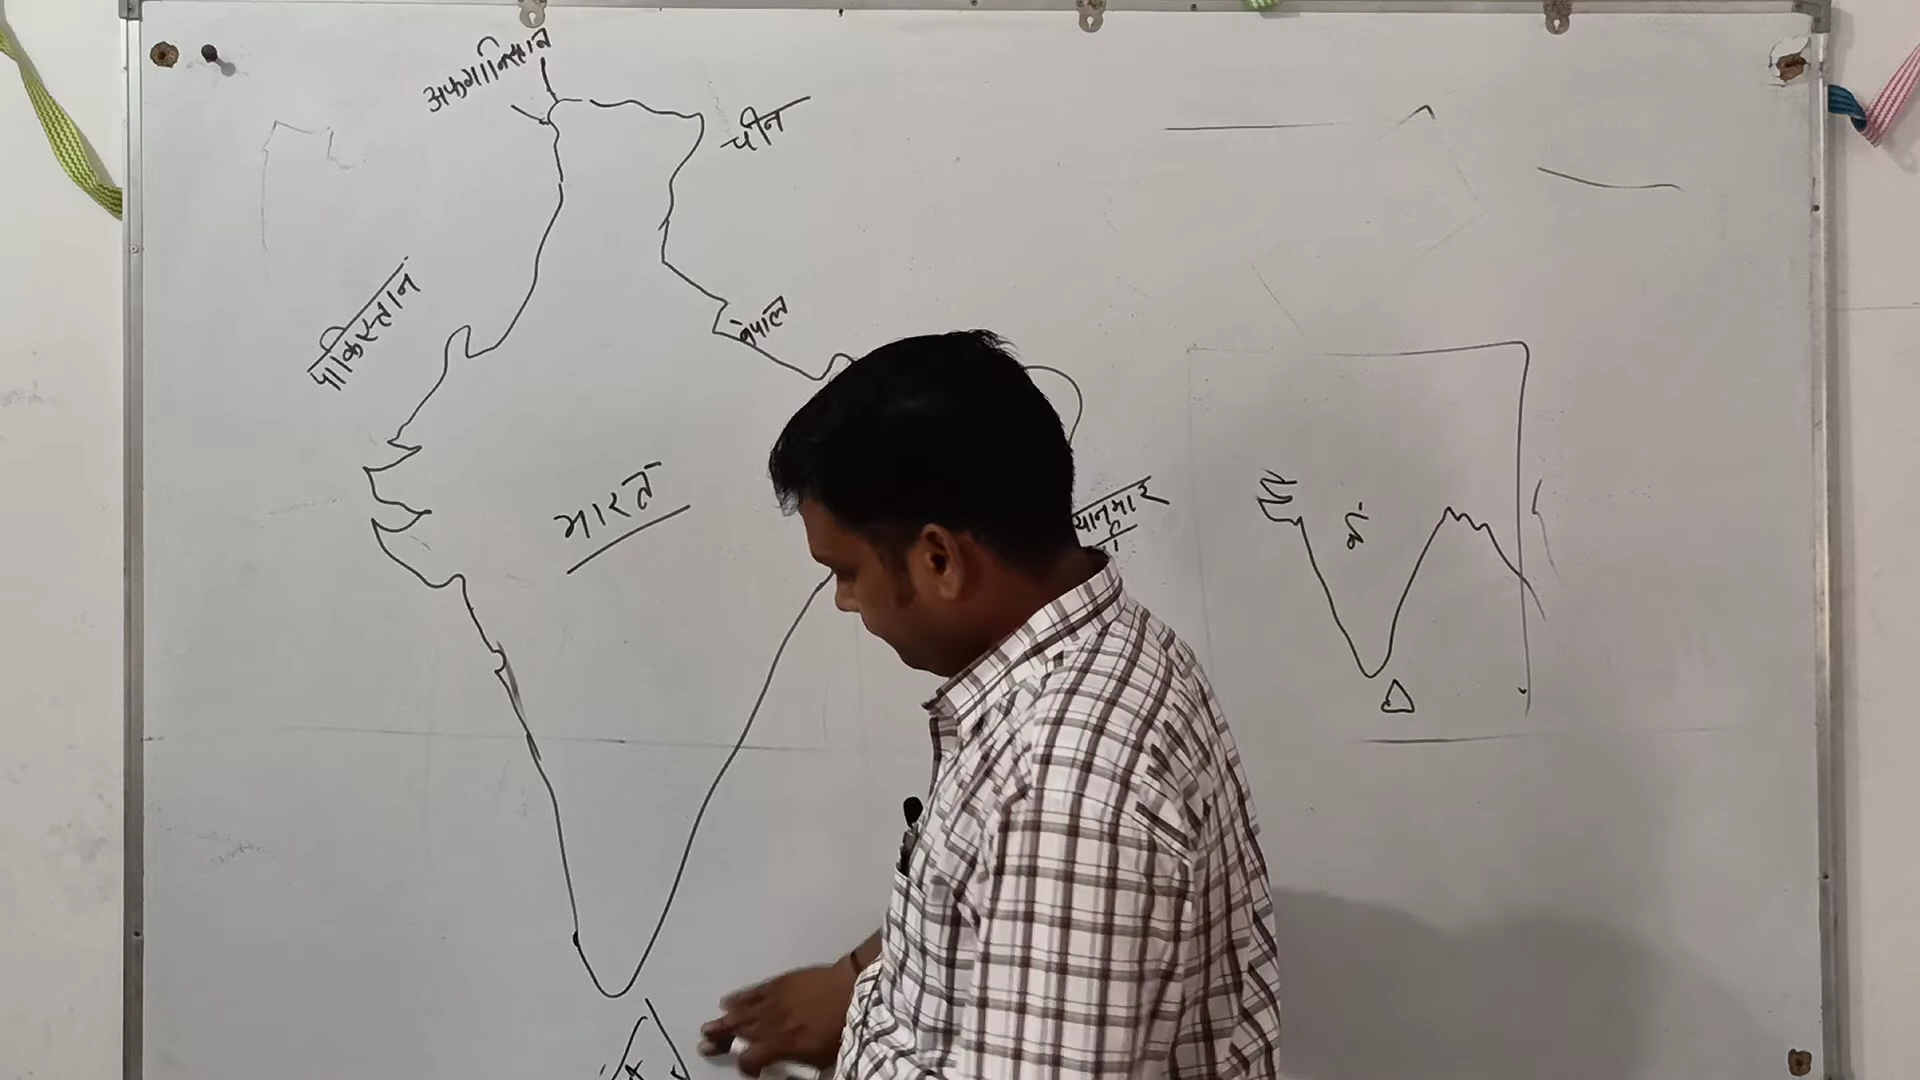 अफगानिस्तान
चीन
पाकिस्तान
नेपाल
भारत
यानमार